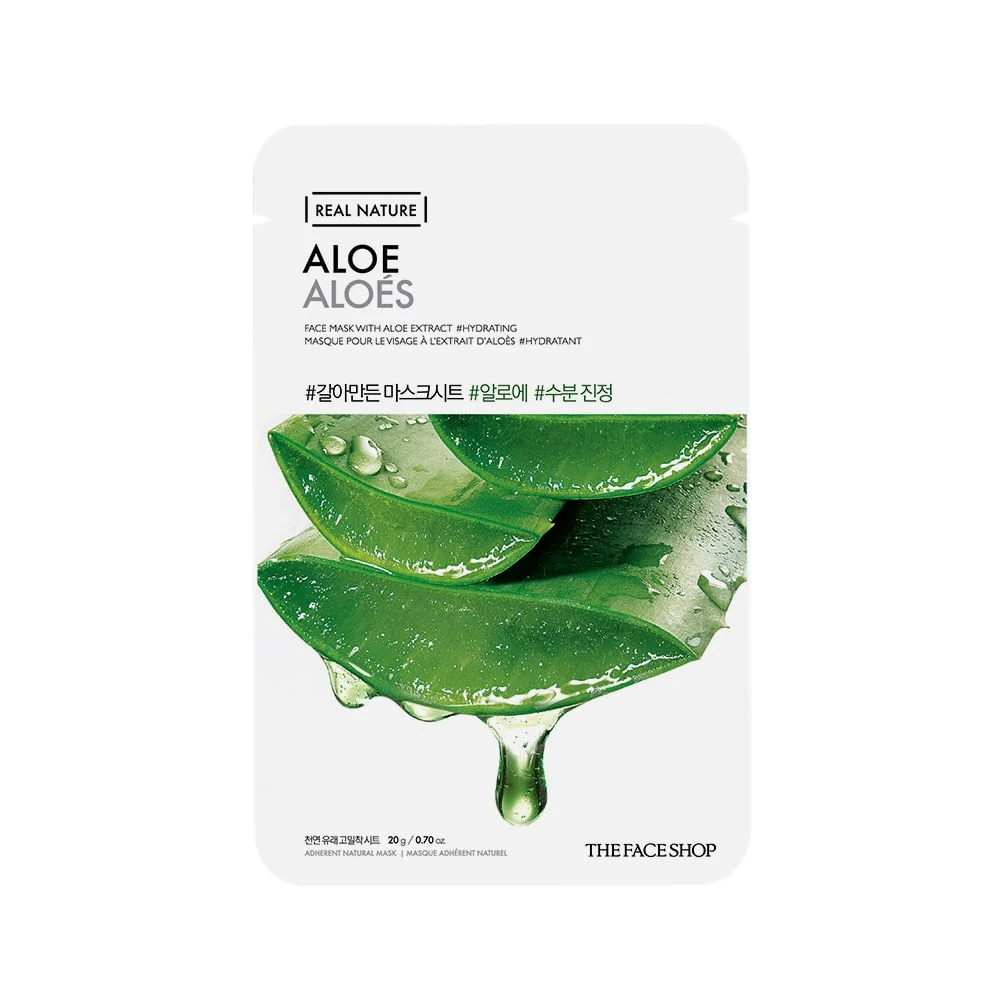 REAL NATURE
ALOE
ALOÉS
FACE MASK WITH ALOE EXTRACT #HYDRATING
MASQUE POUR LE VISAGE À L'EXTRAIT D'ALOÈS #HYDRATANT
#갈아만든 마스크시트 #알로에 #수분 진정
천연 유래 고밀착 시트 20 g / 0.70 oz.
ADHERENT NATURAL MASK | MASQUE ADHÉRENT NATUREL
THE FACE SHOP